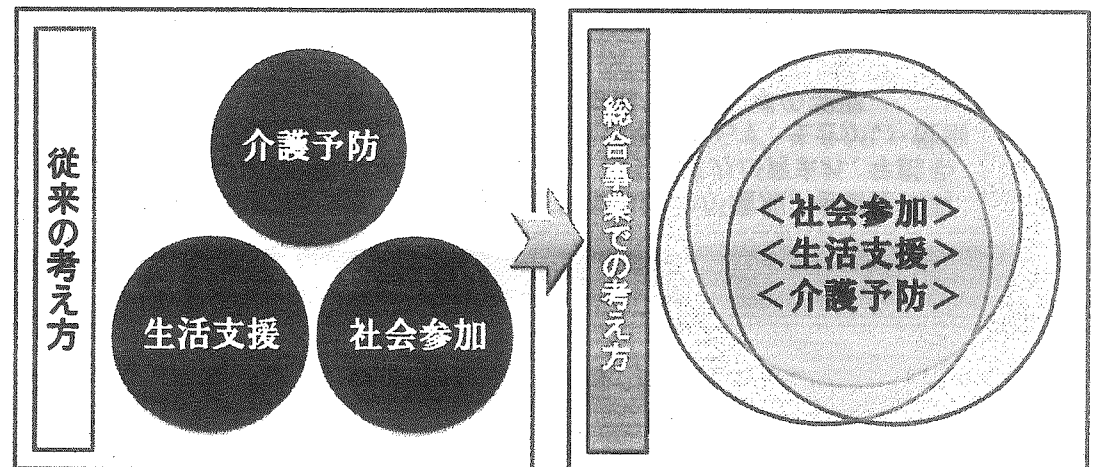 従来の考え方
介護予防
生活支援
社会参加
総合事業での考え方
＜社会参加＞
＜生活支援＞
＜介護予防＞